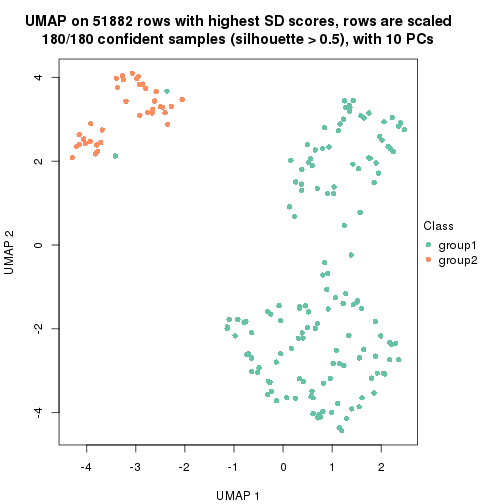 UMAP on 51882 rows with highest SD scores, rows are scaled
180/180 confident samples (silhouette > 0.5), with 10 PCs
4
2
0
-2
-4
UMAP 2
-4
-3
-2
-1
0
1
2
UMAP 1
Class
group1
group2